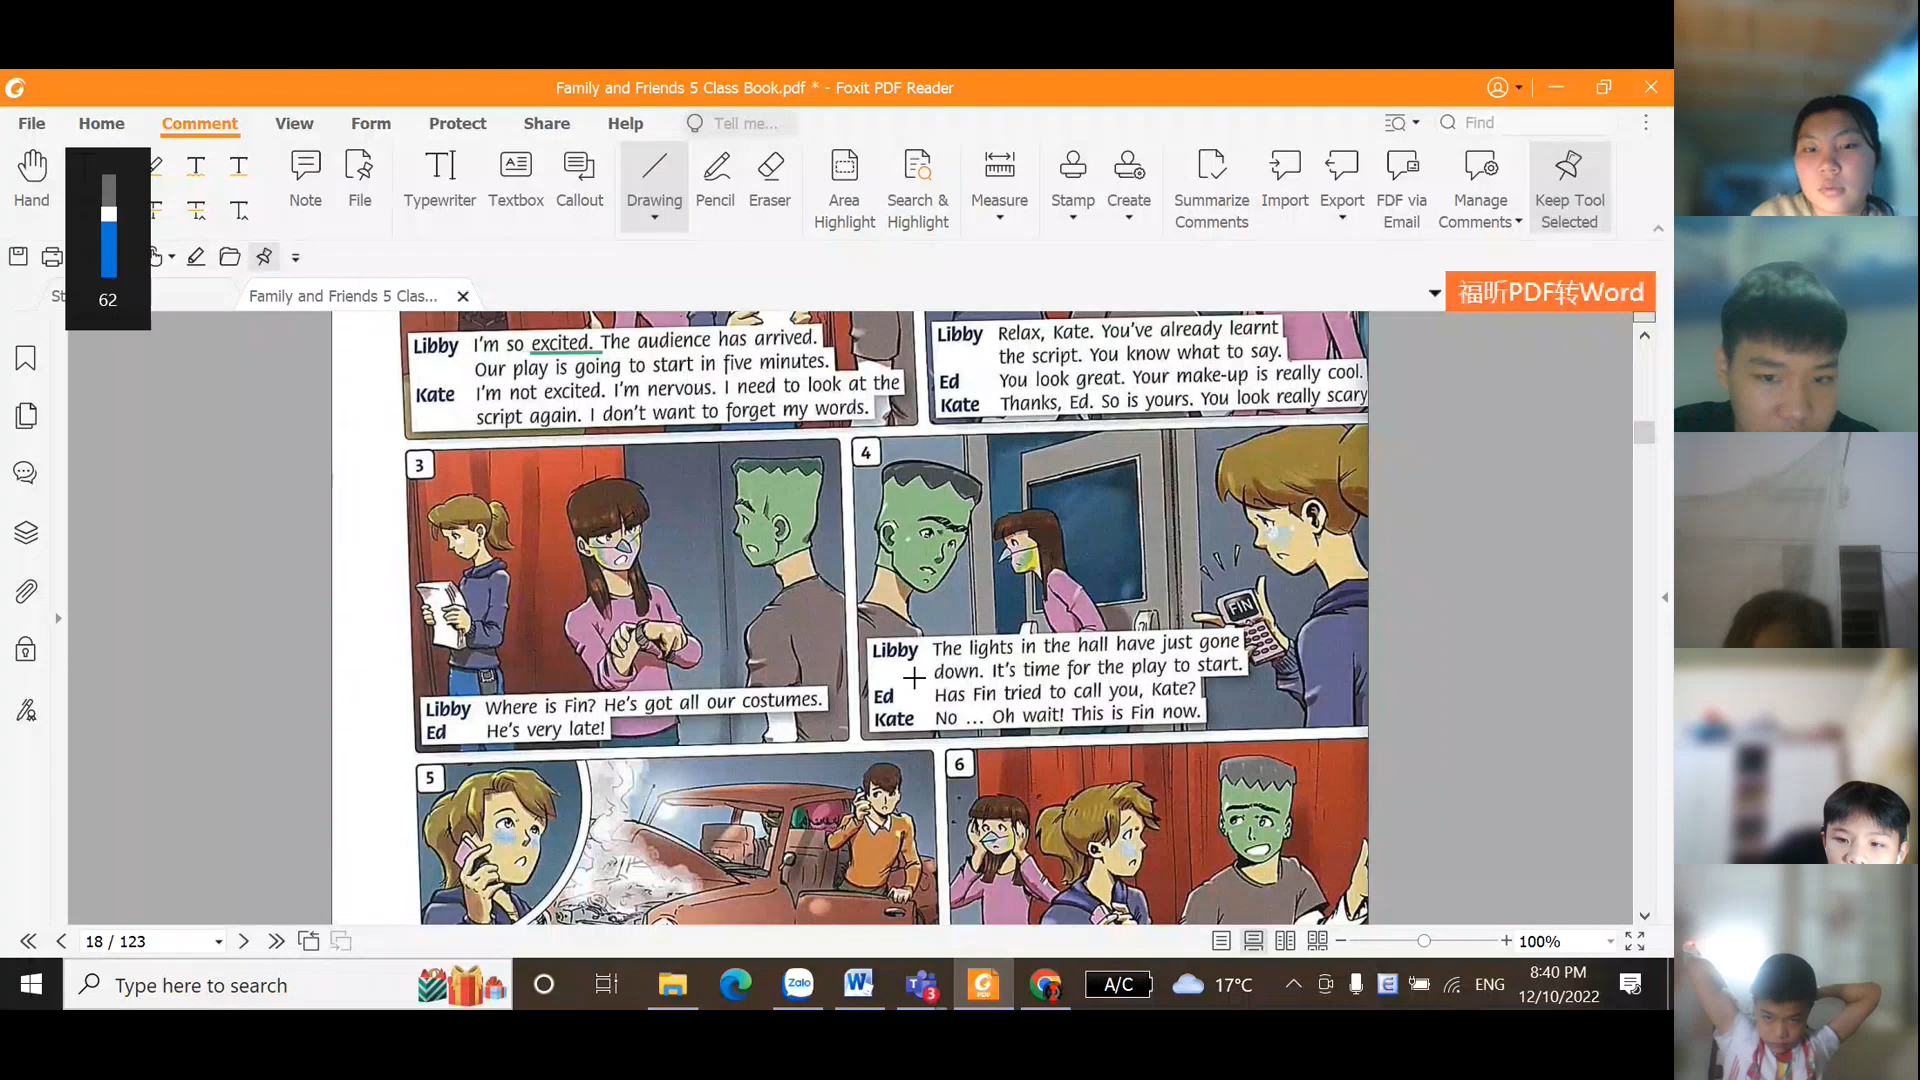 Family and Friends 5 Class Book.pdf * - Foxit PDF Reader
File Home Comment View Form Protect Share Help Tell me... Find
Hand Note File Typewriter Textbox Callout Drawing Pencil Eraser Area Highlight Search & Highlight Measure Stamp Create Summarize Comments Import Export FDF via Email Manage Comments Keep Tool Selected
62
Family and Friends 5 Clas...
福昕PDF转Word
Libby I'm so excited. The audience has arrived.
Our play is going to start in five minutes.
Kate I'm not excited. I'm nervous. I need to look at the
script again. I don't want to forget my words.
Libby Relax, Kate. You've already learnt
the script. You know what to say.
Ed You look great. Your make-up is really cool.
Kate Thanks, Ed. So is yours. You look really scary
3
Libby Where is Fin? He's got all our costumes.
Ed He's very late!
4
FIN
Libby The lights in the hall have just gone
down. It's time for the play to start.
Ed Has Fin tried to call you, Kate?
Kate No ... Oh wait! This is Fin now.
5
6
18 / 123
100%
Type here to search
Zalo
3
PDF
A/C
17°C
ENG
8:40 PM
12/10/2022